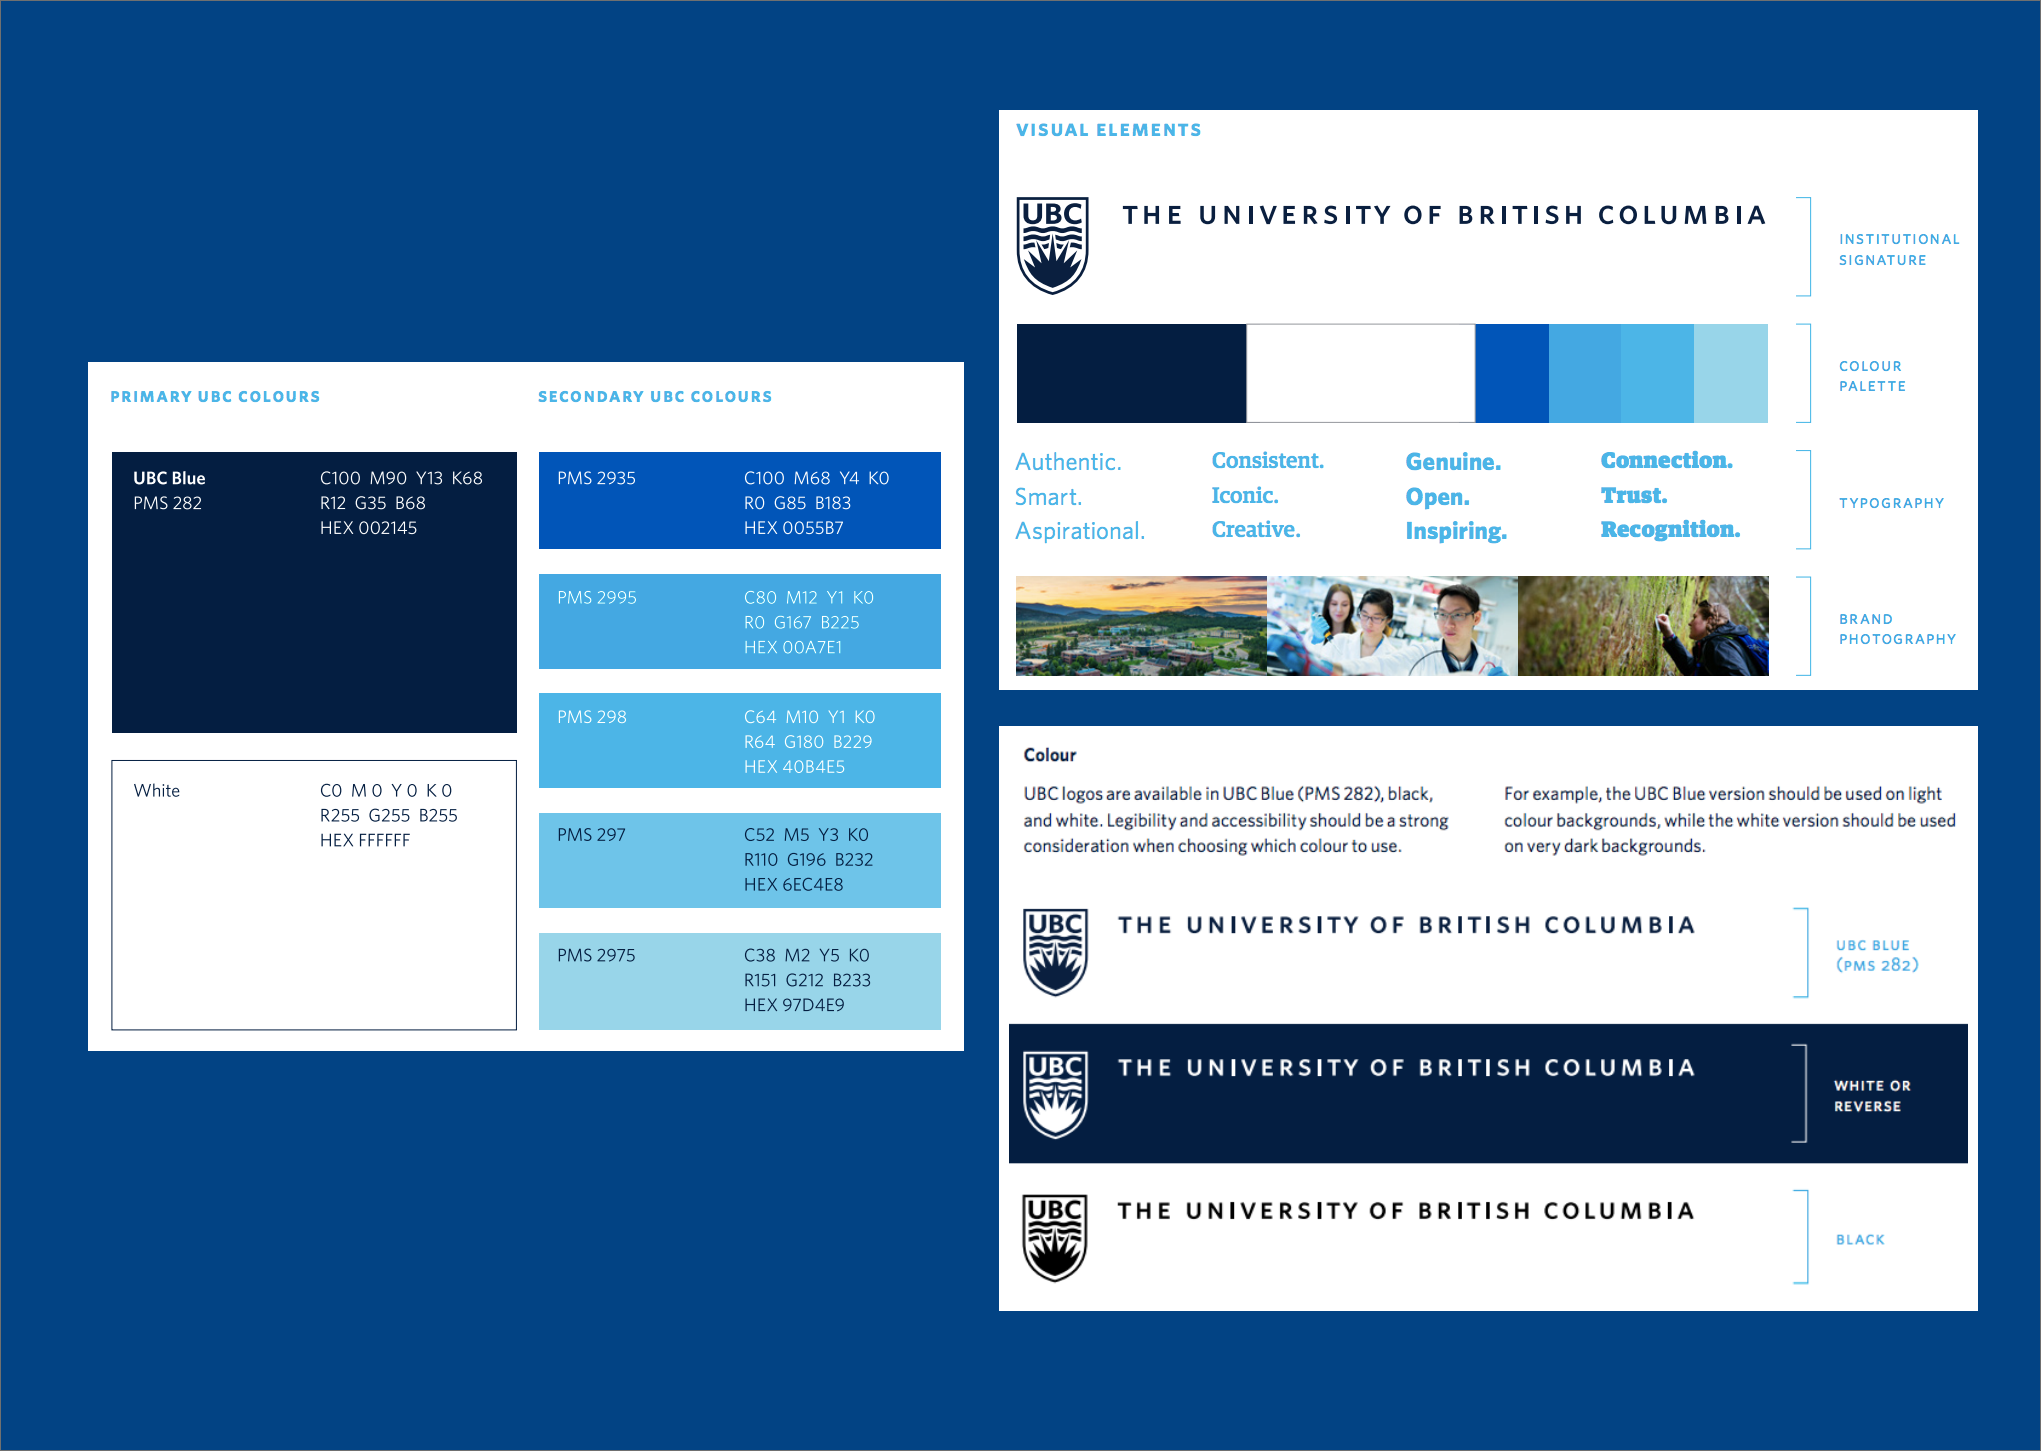 PRIMARY UBC COLOURS
UBC Blue
PMS 282
C100 M90 Y13 K68
R12 G35 B68
HEX 002145
White
C0 M 0 Y 0 K 0
R255 G255 B255
HEX FFFFFF
SECONDARY UBC COLOURS
PMS 2935
C100 M68 Y4 K0
R0 G85 B183
HEX 0055B7
PMS 2995
C80 M12 Y1 K0
R0 G167 B225
HEX 00A7E1
PMS 298
C64 M10 Y1 K0
R64 G180 B229
HEX 40B4E5
PMS 297
C52 M5 Y3 K0
R110 G196 B232
HEX 6EC4E8
PMS 2975
C38 M2 Y5 K0
R151 G212 B233
HEX 97D4E9
VISUAL ELEMENTS
UBC
THE UNIVERSITY OF BRITISH COLUMBIA
INSTITUTIONAL
SIGNATURE
COLOUR
PALETTE
Authentic.
Smart.
Aspirational.
Consistent.
Iconic.
Creative.
Genuine.
Open.
Inspiring.
Connection.
Trust.
Recognition.
TYPOGRAPHY
BRAND
PHOTOGRAPHY
Colour
UBC logos are available in UBC Blue (PMS 282), black,
and white. Legibility and accessibility should be a strong
consideration when choosing which colour to use.
For example, the UBC Blue version should be used on light
colour backgrounds, while the white version should be used
on very dark backgrounds.
UBC
THE UNIVERSITY OF BRITISH COLUMBIA
UBC BLUE
(PMS 282)
UBC
THE UNIVERSITY OF BRITISH COLUMBIA
WHITE OR
REVERSE
UBC
THE UNIVERSITY OF BRITISH COLUMBIA
BLACK